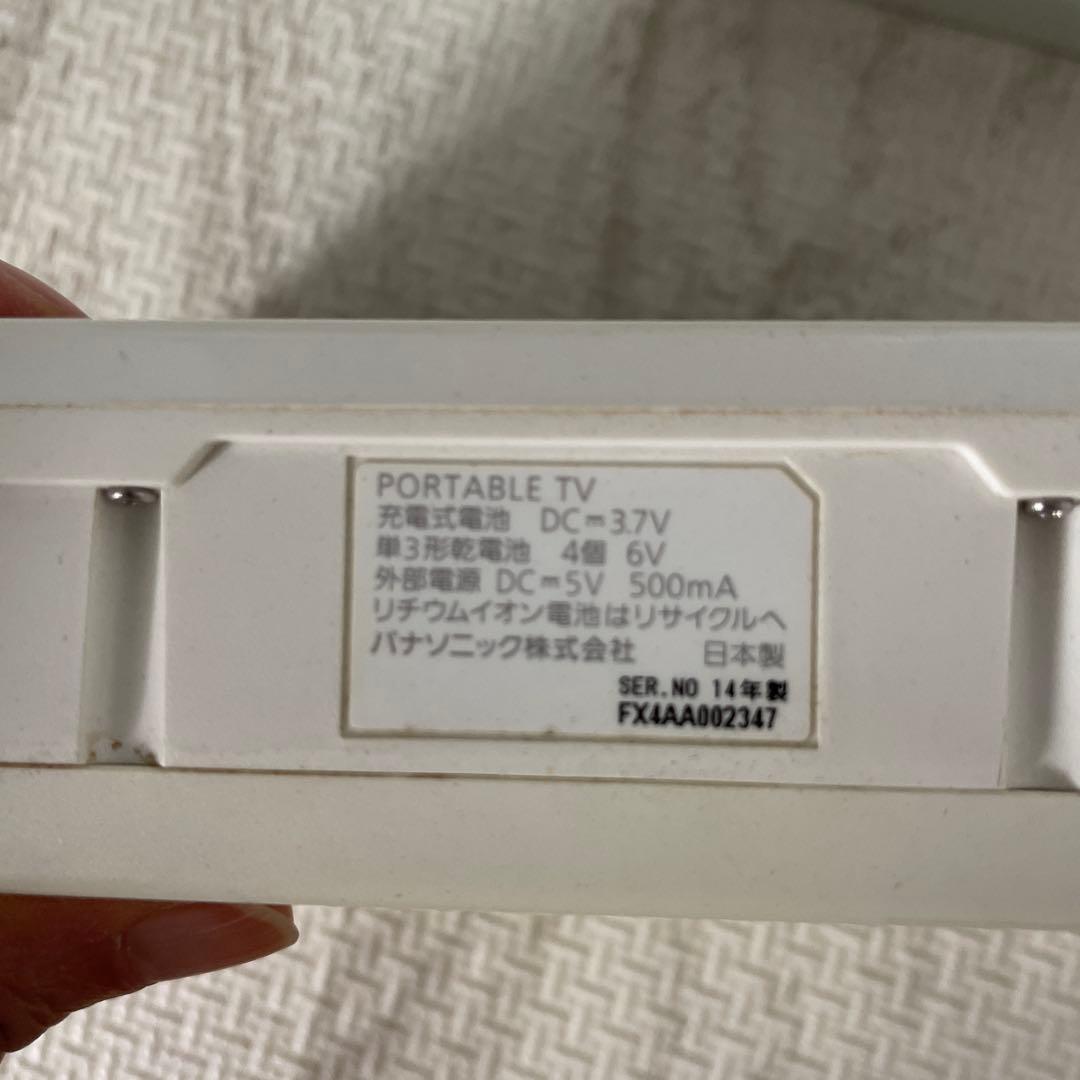 PORTABLE TV
充電式電池 DC⎓3.7V
単3形乾電池 4個 6V
外部電源 DC⎓5V 500mA
リチウムイオン電池はリサイクルへ
パナソニック株式会社 日本製
SER.NO 14年製
FX4AA002347